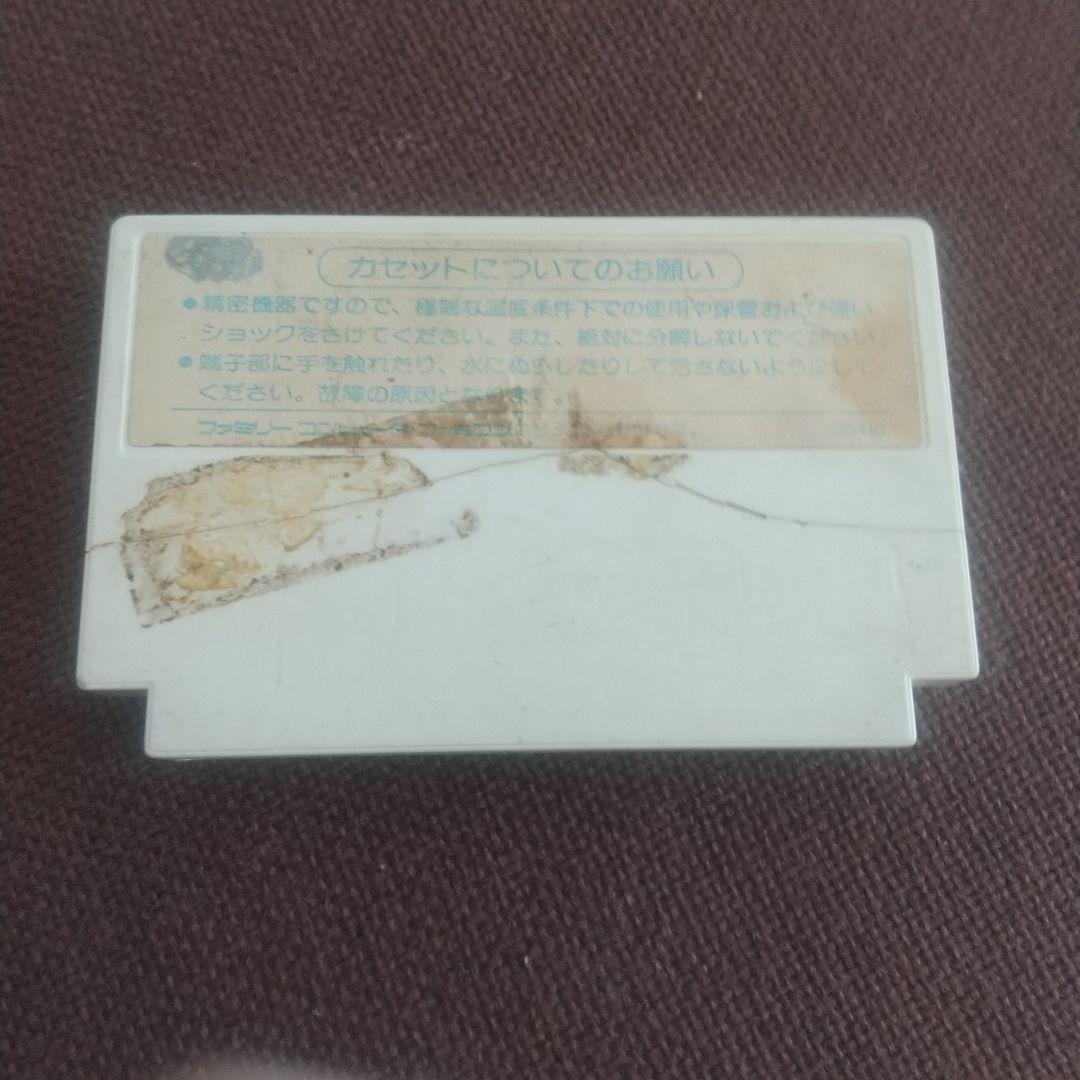 カセットについてのお願い
●精密機器ですので、極端な温度条件下での使用や保管および強い
ショックをさけてください。また、絶対に分解しないでください。
●端子部に手を触れたり、水にぬらしたりして汚さないようにして
ください。故障の原因となります。
ファミリーコンピュータ